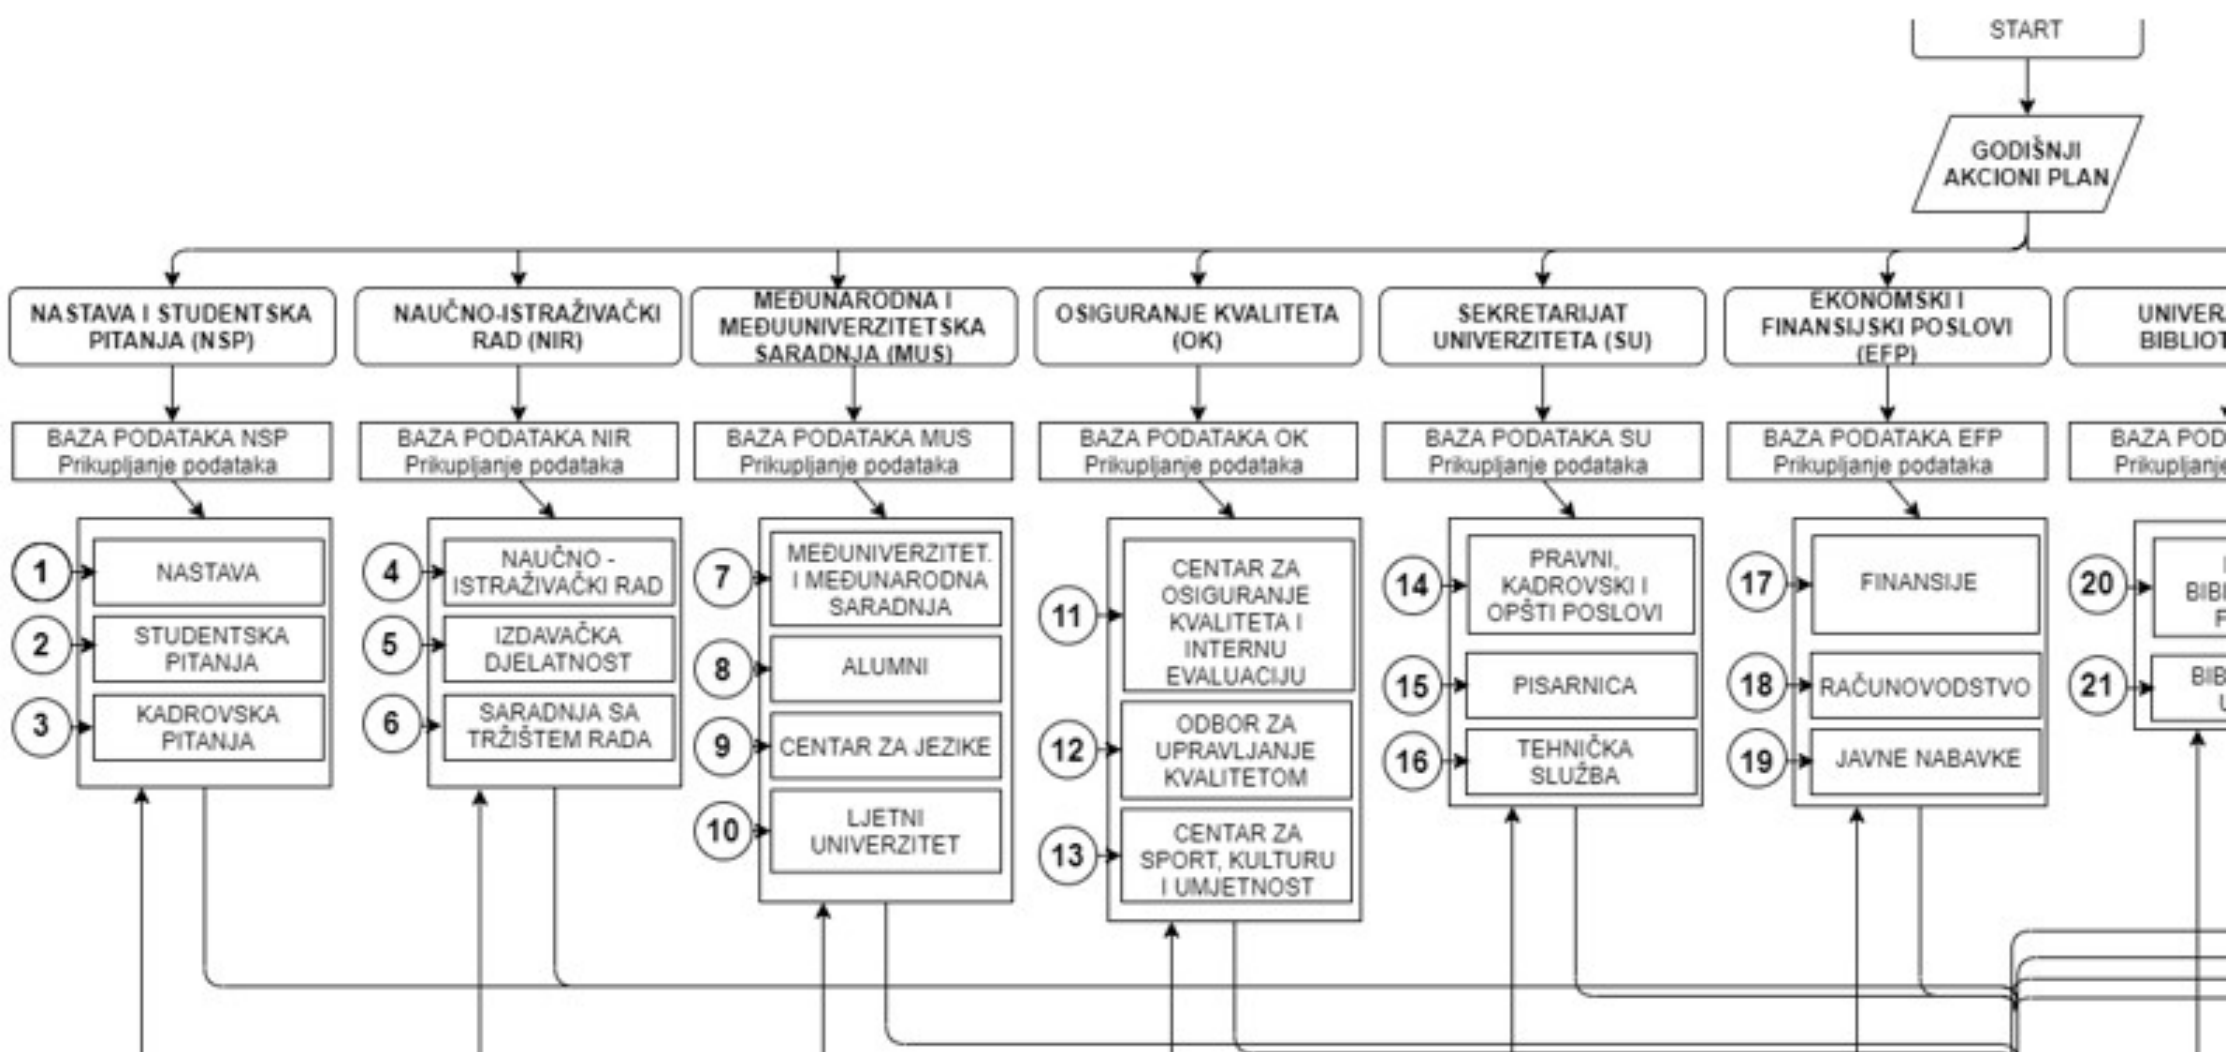 START
GODIŠNJI
AKCIONI PLAN
NASTAVA I STUDENTSKA
PITANJA (NSP)
NAUČNO-ISTRAŽIVAČKI
RAD (NIR)
MEĐUNARODNA I
MEĐUUNIVERZITETSKA
SARADNJA (MUS)
OSIGURANJE KVALITETA
(OK)
SEKRETARIJAT
UNIVERZITETA (SU)
EKONOMSKI I
FINANSIJSKI POSLOVI
(EFP)
BAZA PODATAKA NSP
Prikupljanje podataka
BAZA PODATAKA NIR
Prikupljanje podataka
BAZA PODATAKA MUS
Prikupljanje podataka
BAZA PODATAKA OK
Prikupljanje podataka
BAZA PODATAKA SU
Prikupljanje podataka
BAZA PODATAKA EFP
Prikupljanje podataka
BAZA
Prikupljanje
1
NASTAVA
2
STUDENTSKA
PITANJA
3
KADROVSKA
PITANJA
4
NAUČNO -
ISTRAŽIVAČKI RAD
5
IZDAVAČKA
DJELATNOST
6
SARADNJA SA
TRŽIŠTEM RADA
7
MEĐUNIVERZITET.
I MEĐUNARODNA
SARADNJA
8
ALUMNI
9
CENTAR ZA JEZIKE
10
LJETNI
UNIVERZITET
11
CENTAR ZA
OSIGURANJE
KVALITETA I
INTERNU
EVALUACIJU
12
ODBOR ZA
UPRAVLJANJE
KVALITETOM
13
CENTAR ZA
SPORT, KULTURU
I UMJETNOST
14
PRAVNI,
KADROVSKI I
OPŠTI POSLOVI
15
PISARNICA
16
TEHNIČKA
SLUŽBA
17
FINANSIJE
18
RAČUNOVODSTVO
19
JAVNE NABAVKE
20
21